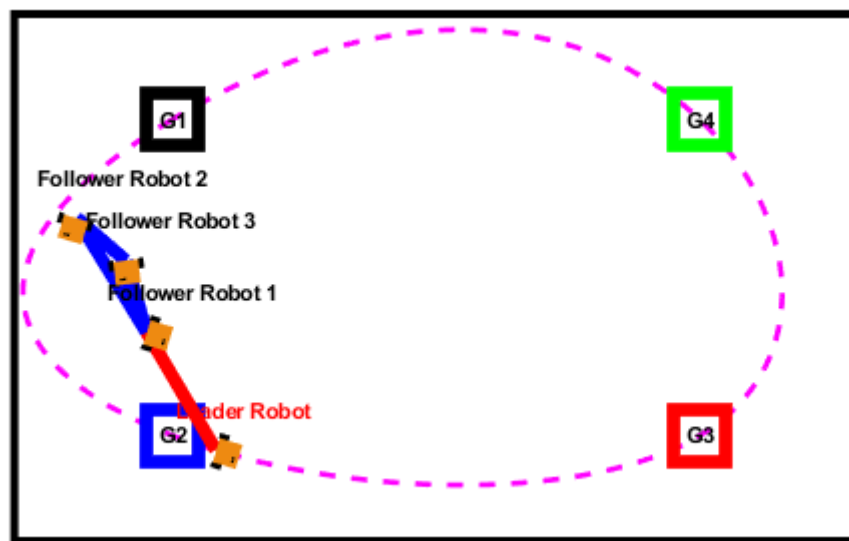 G1
G4
Follower Robot 2
Follower Robot 3
Follower Robot 1
Leader Robot
G2
G3